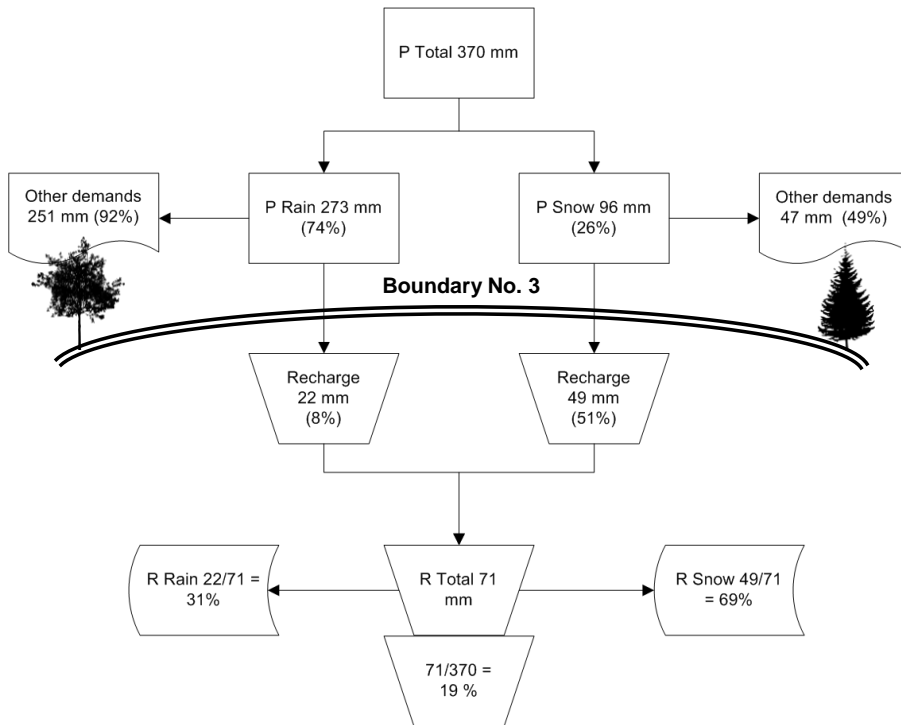 P Total 370 mm
Other demands
251 mm (92%)
P Rain 273 mm
(74%)
P Snow 96 mm
(26%)
Other demands
47 mm (49%)
Boundary No. 3
Recharge
22 mm
(8%)
Recharge
49 mm
(51%)
R Rain 22/71 =
31%
R Total 71
mm
R Snow 49/71
= 69%
71/370 =
19 %